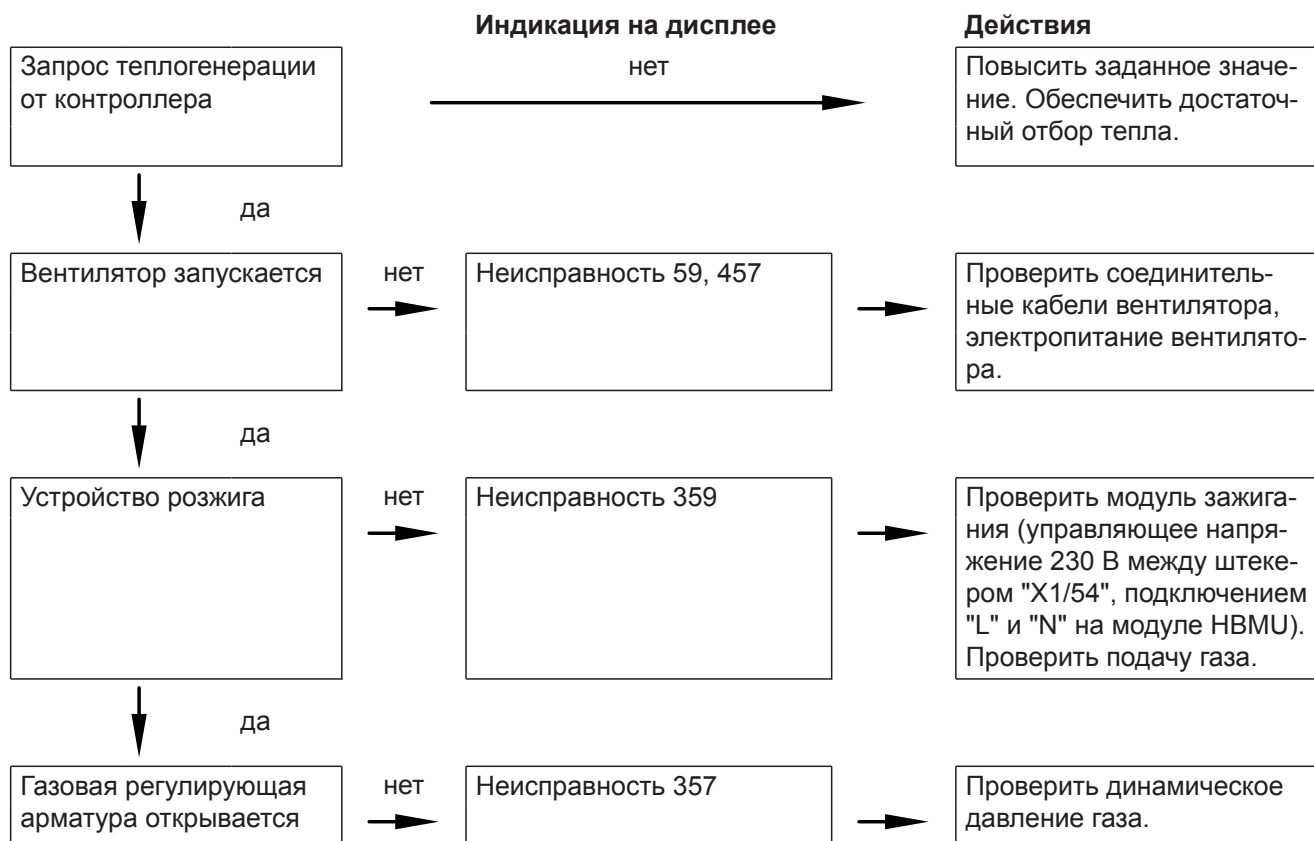 Индикация на дисплее
Действия
Запрос теплогенерации
от контроллера
нет
Повысить заданное значе-
ние. Обеспечить достаточ-
ный отбор тепла.
да
Вентилятор запускается
нет
Неисправность 59, 457
Проверить соединитель-
ные кабели вентилятора,
электропитание вентилято-
ра.
да
Устройство розжига
нет
Неисправность 359
Проверить модуль зажига-
ния (управляющее напря-
жение 230 В между штеке-
ром "X1/54", подключением
"L" и "N" на модуле HBMU).
Проверить подачу газа.
да
Газовая регулирующая
арматура открывается
нет
Неисправность 357
Проверить динамическое
давление газа.